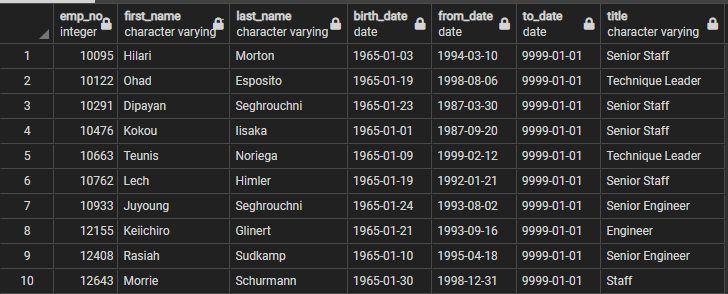 emp_no first_name last_name birth_date from_date to_date title
integer character varying character varying date date date character varying
1 10095 Hilari Morton 1965-01-03 1994-03-10 9999-01-01 Senior Staff
2 10122 Ohad Esposito 1965-01-19 1998-08-06 9999-01-01 Technique Leader
3 10291 Dipayan Seghrouchni 1965-01-23 1987-03-30 9999-01-01 Senior Staff
4 10476 Kokou Iisaka 1965-01-01 1987-09-20 9999-01-01 Senior Staff
5 10663 Teunis Noriega 1965-01-09 1999-02-12 9999-01-01 Technique Leader
6 10762 Lech Himler 1965-01-19 1992-01-21 9999-01-01 Senior Staff
7 10933 Juyoung Seghrouchni 1965-01-24 1993-08-02 9999-01-01 Senior Engineer
8 12155 Keiichiro Glinert 1965-01-21 1993-09-16 9999-01-01 Engineer
9 12408 Rasiah Sudkamp 1965-01-10 1995-04-18 9999-01-01 Senior Engineer
10 12643 Morrie Schurmann 1965-01-30 1998-12-31 9999-01-01 Staff